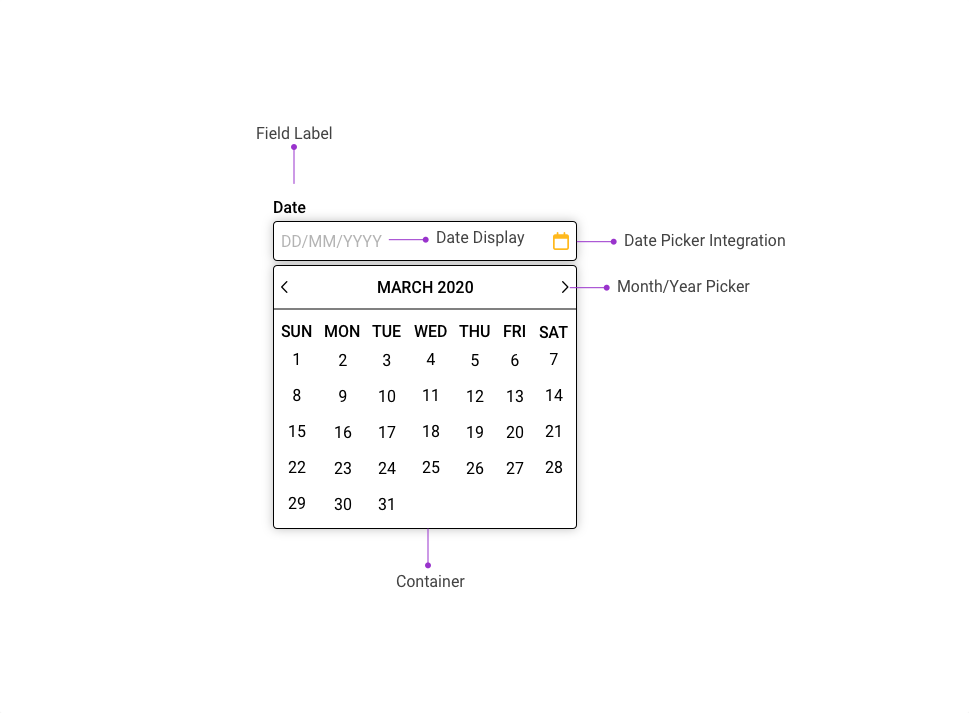 Field Label
Date
DD/MM/YYYY Date Display Date Picker Integration
MARCH 2020 Month/Year Picker
SUN MON TUE WED THU FRI SAT
1 2 3 4 5 6 7
8 9 10 11 12 13 14
15 16 17 18 19 20 21
22 23 24 25 26 27 28
29 30 31
Container